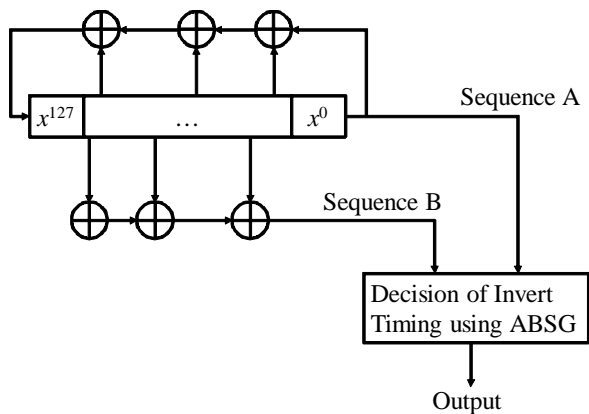 x¹²⁷
...
x⁰
Sequence A
Sequence B
Decision of Invert
Timing using ABSG
Output